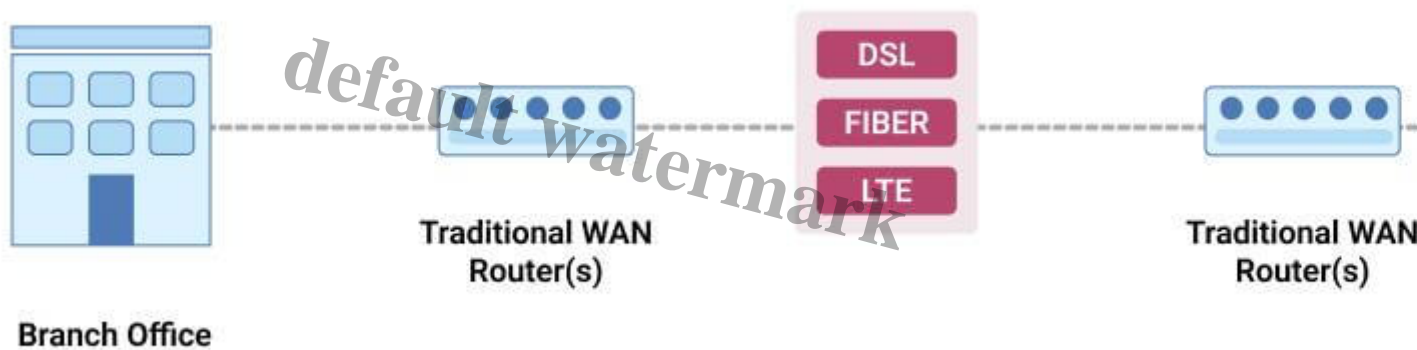 DSL
FIBER
LTE
default watermark
Traditional WAN
Router(s)
Traditional WAN
Router(s)
Branch Office